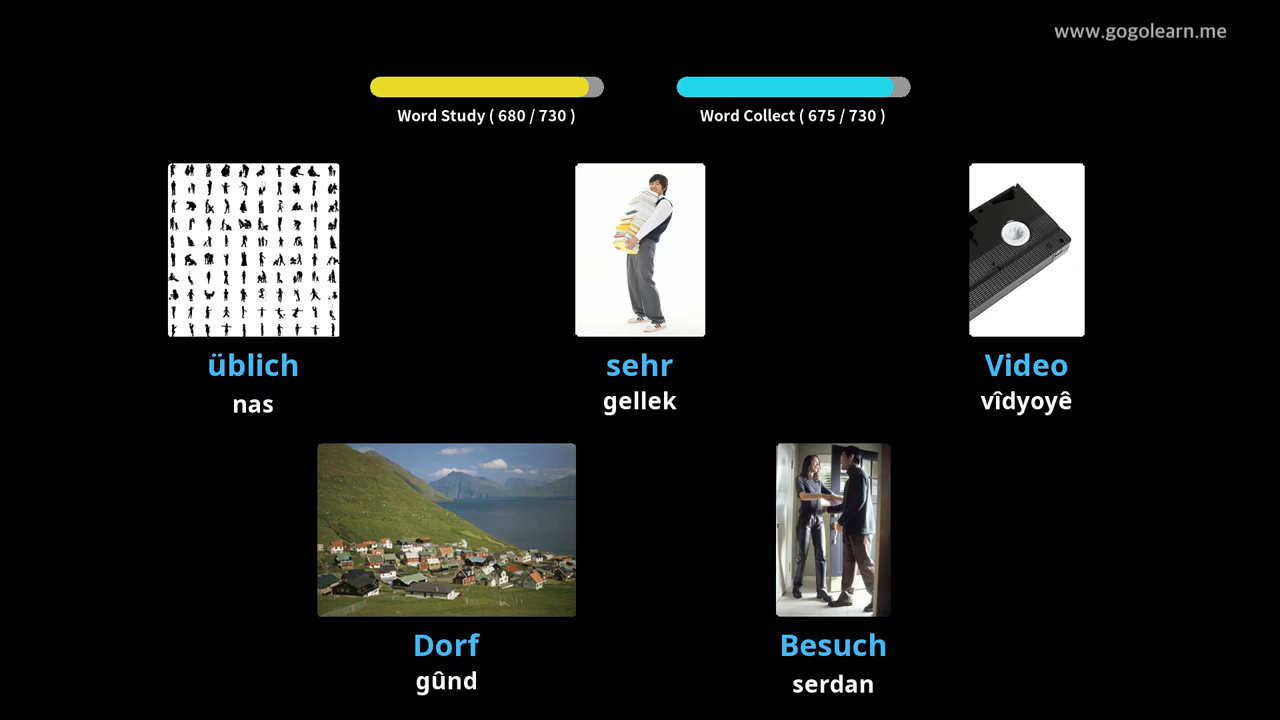 www.gogolearn.me
Word Study ( 680 / 730 )
Word Collect ( 675 / 730 )
üblich
nas
sehr
gellek
Video
vîdyoyê
Dorf
gûnd
Besuch
serdan